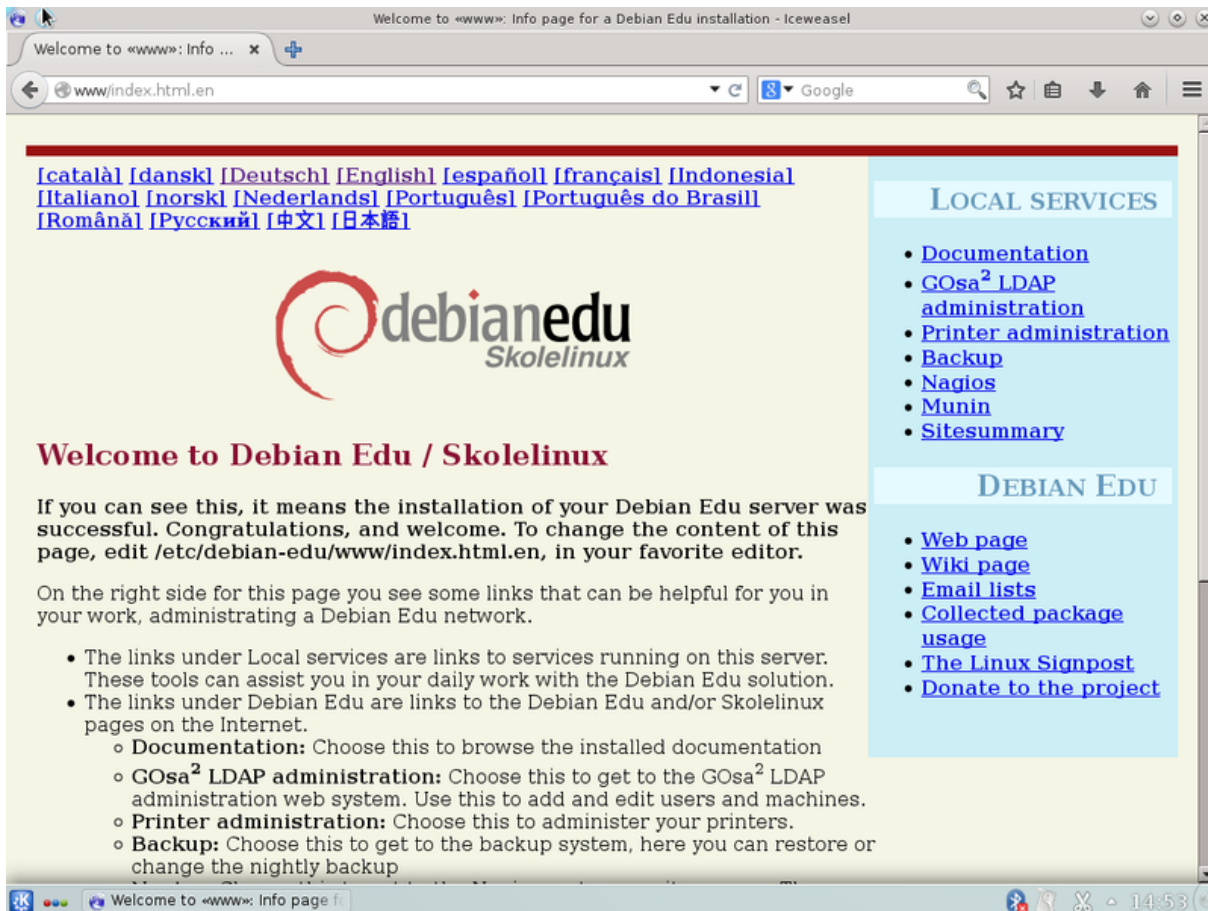 Welcome to «www»: Info page for a Debian Edu installation - Iceweasel
Welcome to «www»: Info ...
www/index.html.en
Google
[català] [dansk] [Deutsch] [English] [español] [français] [Indonesia]
[Italiano] [norsk] [Nederlands] [Português] [Português do Brasil]
[Română] [Русский] [中文] [日本語]
debianedu
Skolelinux
Welcome to Debian Edu / Skolelinux
If you can see this, it means the installation of your Debian Edu server was
successful. Congratulations, and welcome. To change the content of this
page, edit /etc/debian-edu/www/index.html.en, in your favorite editor.
On the right side for this page you see some links that can be helpful for you in
your work, administrating a Debian Edu network.
• The links under Local services are links to services running on this server.
These tools can assist you in your daily work with the Debian Edu solution.
• The links under Debian Edu are links to the Debian Edu and/or Skolelinux
pages on the Internet.
◦ Documentation: Choose this to browse the installed documentation
◦ GOsa² LDAP administration: Choose this to get to the GOsa² LDAP
administration web system. Use this to add and edit users and machines.
◦ Printer administration: Choose this to administer your printers.
◦ Backup: Choose this to get to the backup system, here you can restore or
change the nightly backup
LOCAL SERVICES
• Documentation
• GOsa² LDAP
administration
• Printer administration
• Backup
• Nagios
• Munin
• Sitesummary
DEBIAN EDU
• Web page
• Wiki page
• Email lists
• Collected package
usage
• The Linux Signpost
• Donate to the project
Welcome to «www»: Info page
14:53